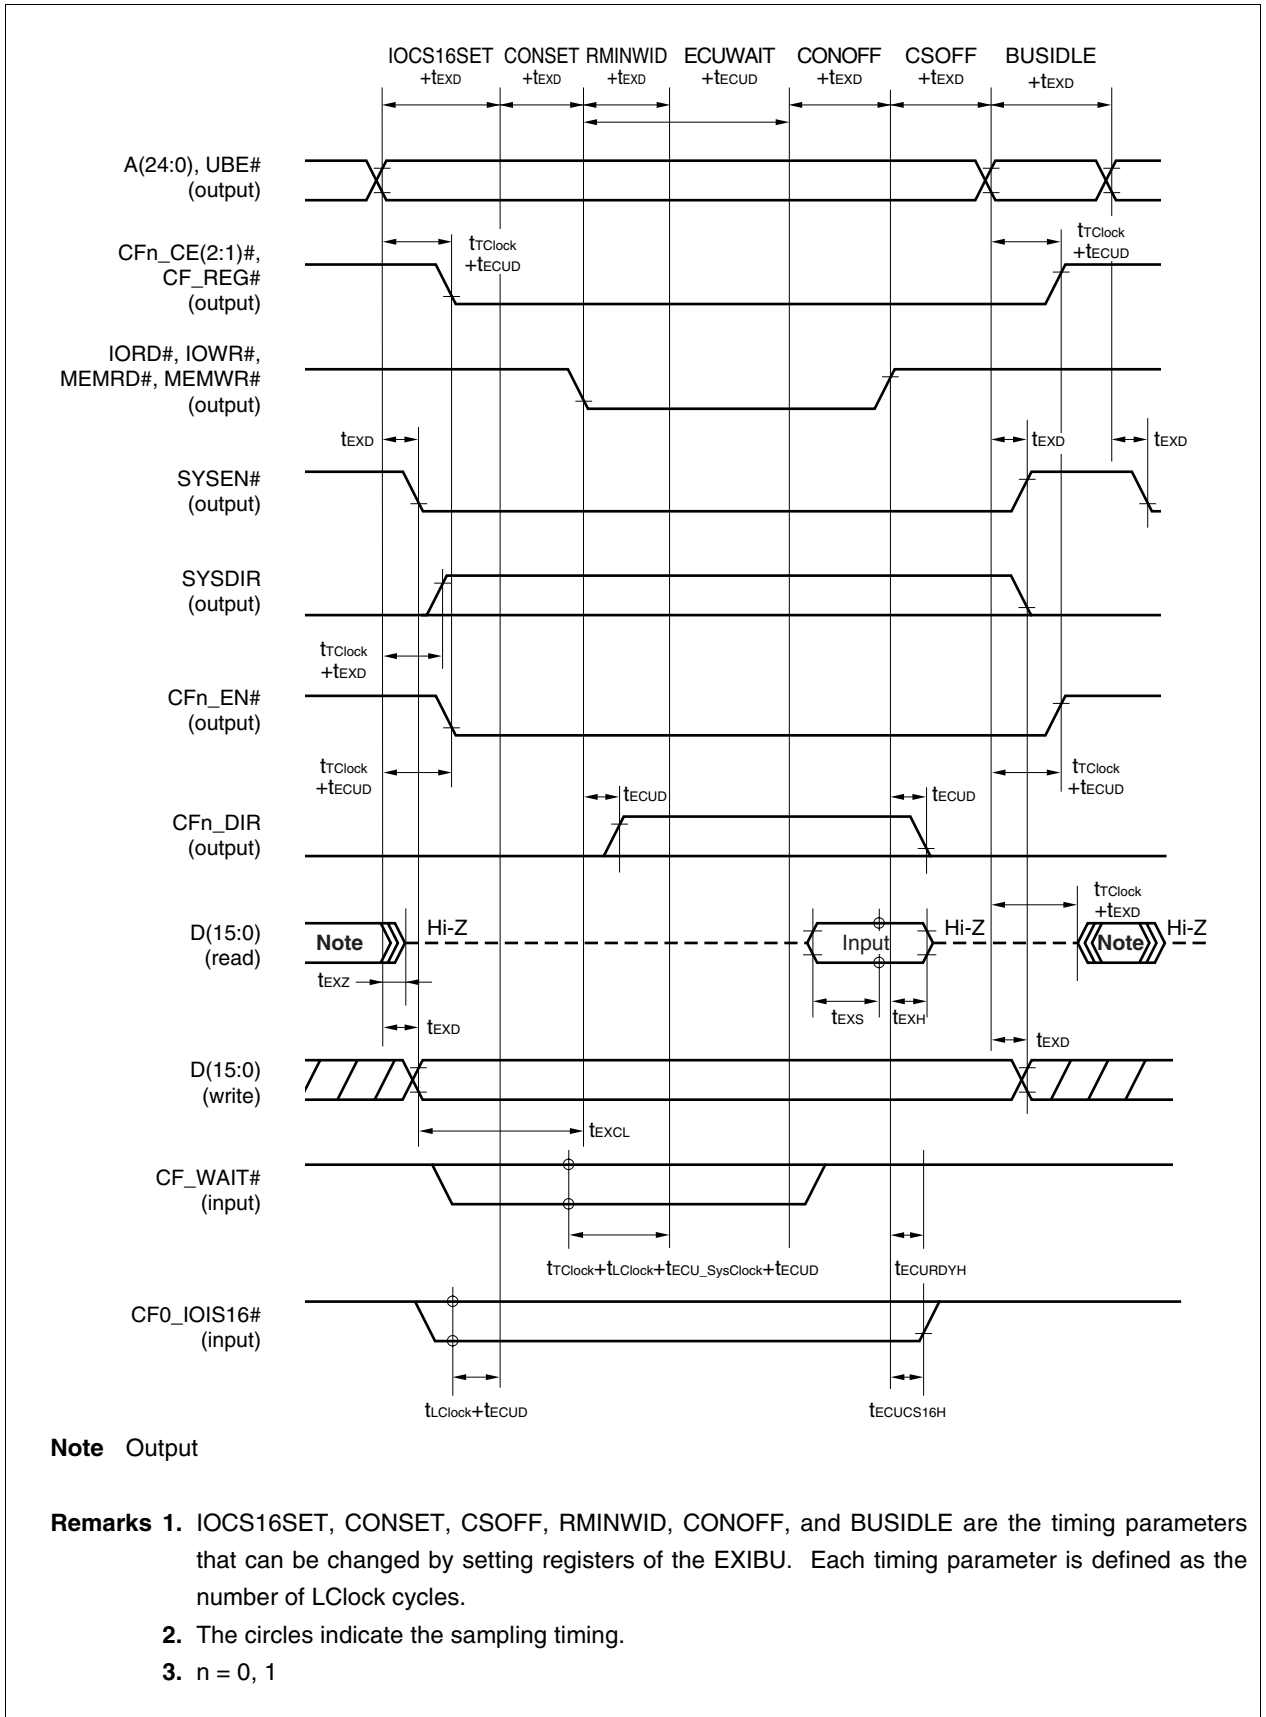 IOCS16SET CONSET RMINWID ECUWAIT CONOFF CSOFF BUSIDLE
+tEXD +tEXD +tEXD +tECUD +tEXD +tEXD +tEXD
A(24:0), UBE#
(output)
CFn_CE(2:1)#,
CF_REG#
(output)
tTClock
+tECUD
tTClock
+tECUD
IORD#, IOWR#,
MEMRD#, MEMWR#
(output)
tEXD tEXD tEXD
SYSEN#
(output)
SYSDIR
(output)
tTClock
+tEXD
CFn_EN#
(output)
tTClock
+tECUD
tTClock
+tECUD
tECUD tECUD
CFn_DIR
(output)
tTClock
+tEXD
D(15:0)
(read)
Note Hi-Z Input Hi-Z Note Hi-Z
tEXZ
tEXS tEXH
tEXD tEXD
D(15:0)
(write)
tEXCL
CF_WAIT#
(input)
tTClock+tLClock+tECU_SysClock+tECUD tECURDYH
CF0_IOIS16#
(input)
tLClock+tECUD tECUCS16H
Note Output
Remarks 1. IOCS16SET, CONSET, CSOFF, RMINWID, CONOFF, and BUSIDLE are the timing parameters
that can be changed by setting registers of the EXIBU. Each timing parameter is defined as the
number of LClock cycles.
2. The circles indicate the sampling timing.
3. n = 0, 1